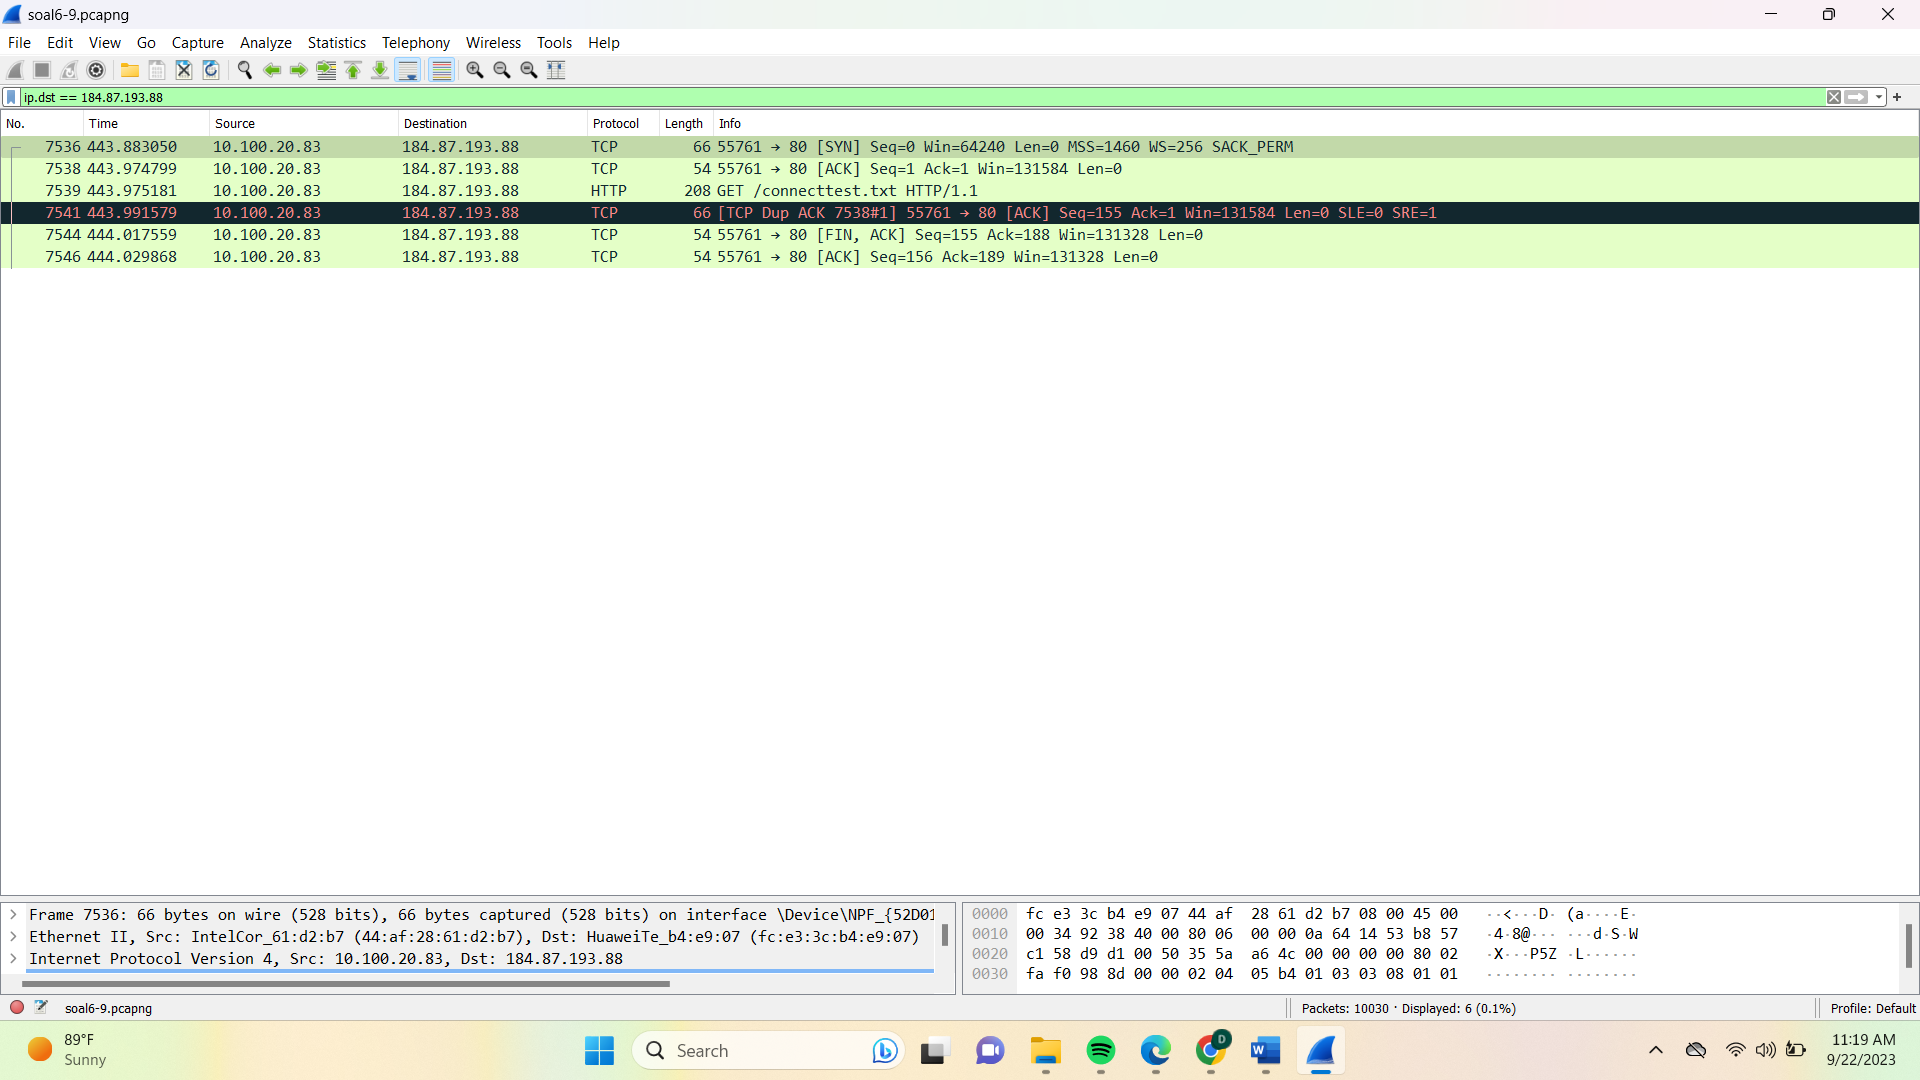 soal6-9.pcapng
File Edit View Go Capture Analyze Statistics Telephony Wireless Tools Help
ip.dst == 184.87.193.88
No. Time Source Destination Protocol Length Info
7536 443.883050 10.100.20.83 184.87.193.88 TCP 66 55761 → 80 [SYN] Seq=0 Win=64240 Len=0 MSS=1460 WS=256 SACK_PERM
7538 443.974799 10.100.20.83 184.87.193.88 TCP 54 55761 → 80 [ACK] Seq=1 Ack=1 Win=131584 Len=0
7539 443.975181 10.100.20.83 184.87.193.88 HTTP 208 GET /connecttest.txt HTTP/1.1
7541 443.991579 10.100.20.83 184.87.193.88 TCP 66 [TCP Dup ACK 7538#1] 55761 → 80 [ACK] Seq=155 Ack=1 Win=131584 Len=0 SLE=0 SRE=1
7544 444.017559 10.100.20.83 184.87.193.88 TCP 54 55761 → 80 [FIN, ACK] Seq=155 Ack=188 Win=131328 Len=0
7546 444.029868 10.100.20.83 184.87.193.88 TCP 54 55761 → 80 [ACK] Seq=156 Ack=189 Win=131328 Len=0
Frame 7536: 66 bytes on wire (528 bits), 66 bytes captured (528 bits) on interface \Device\NPF_{52D01
Ethernet II, Src: IntelCor_61:d2:b7 (44:af:28:61:d2:b7), Dst: HuaweiTe_b4:e9:07 (fc:e3:3c:b4:e9:07)
Internet Protocol Version 4, Src: 10.100.20.83, Dst: 184.87.193.88
0000 fc e3 3c b4 e9 07 44 af 28 61 d2 b7 08 00 45 00 ··<···D· (a····E·
0010 00 34 92 38 40 00 80 06 00 00 0a 64 14 53 b8 57 ·4·8@··· ···d·S·W
0020 c1 58 d9 d1 00 50 35 5a a6 4c 00 00 00 00 80 02 ·X···P5Z ·L······
0030 fa f0 98 8d 00 00 02 04 05 b4 01 03 03 08 01 01 ········ ········
soal6-9.pcapng
Packets: 10030 · Displayed: 6 (0.1%)
Profile: Default
89°F
Sunny
Search
D
11:19 AM
9/22/2023